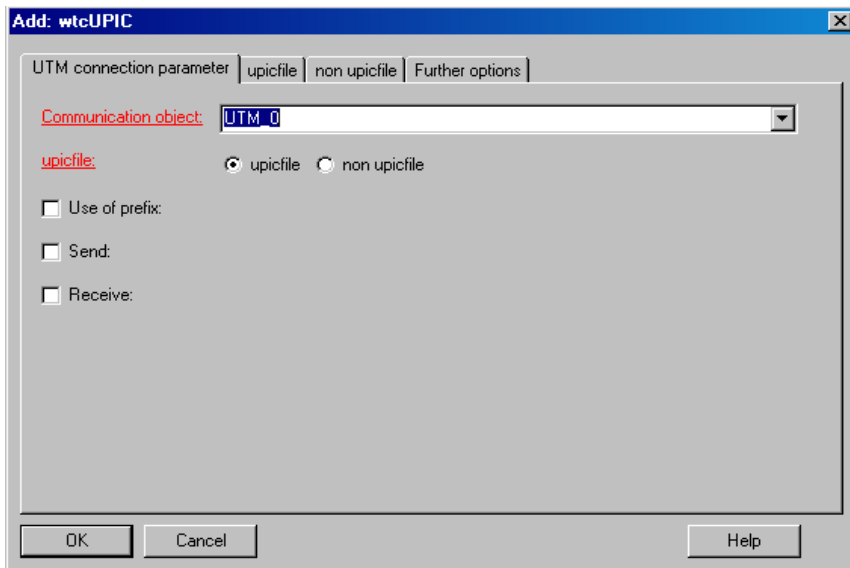 Add: wtcUPIC
UTM connection parameter upicfile non upicfile Further options
Communication object: UTM_0
upicfile: upicfile non upicfile
Use of prefix:
Send:
Receive:
OK Cancel Help